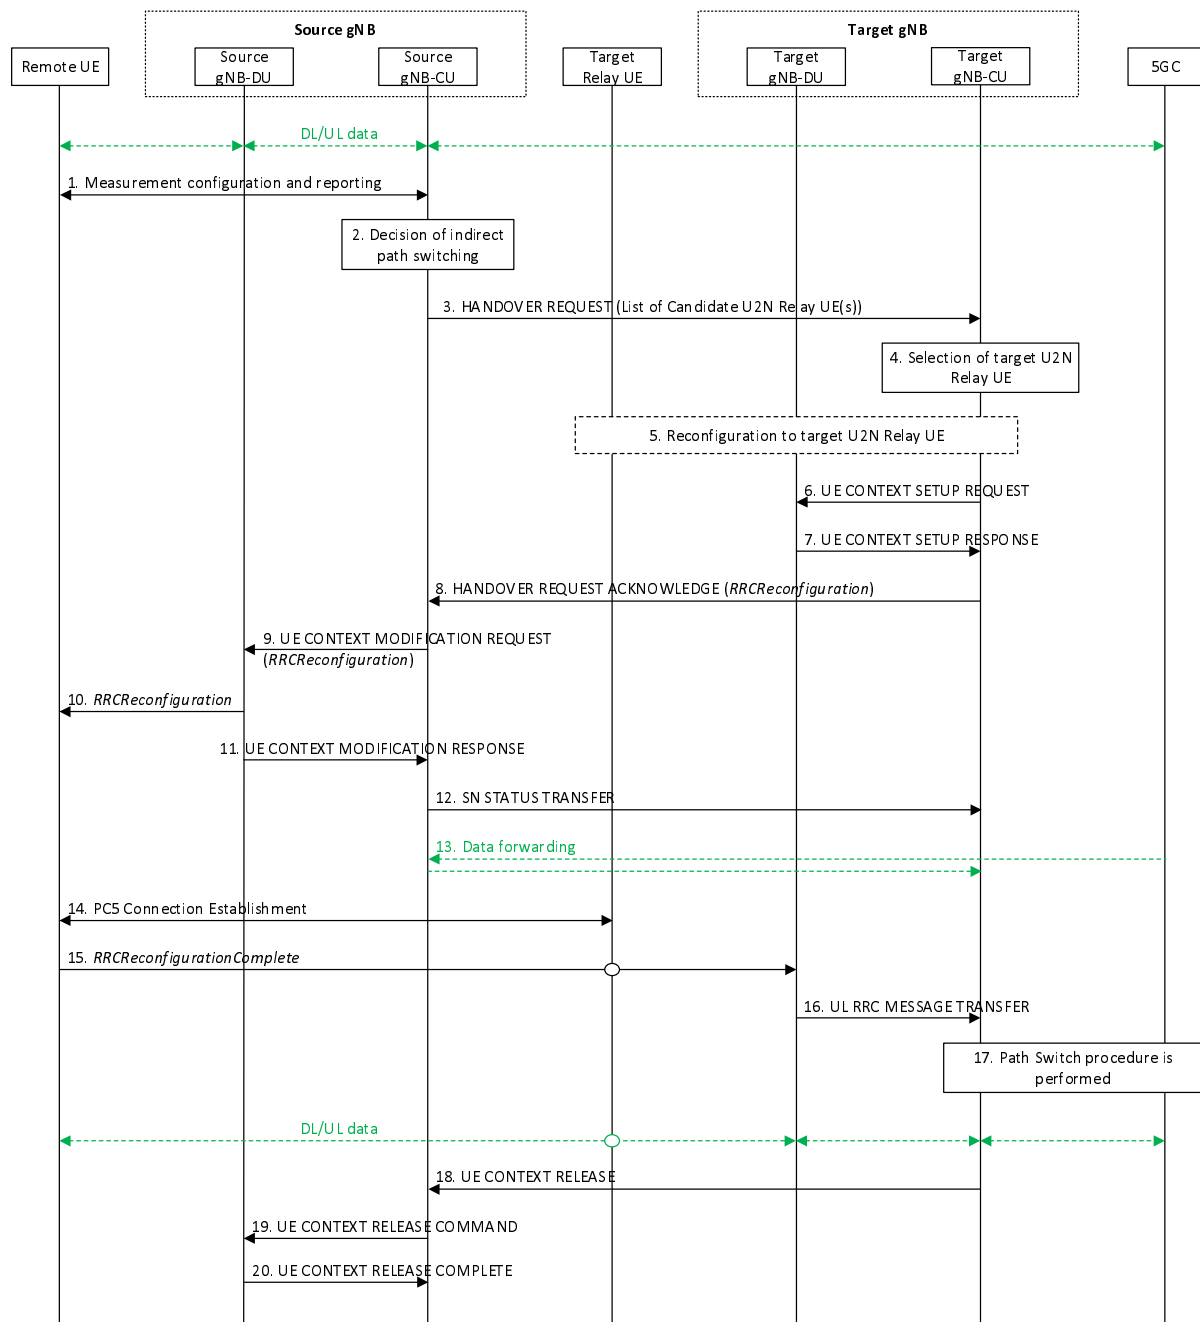 Source gNB
Target gNB
Remote UE
Source
gNB-DU
Source
gNB-CU
Target
Relay UE
Target
gNB-DU
Target
gNB-CU
5GC
DL/UL data
1. Measurement configuration and reporting
2. Decision of indirect
path switching
3. HANDOVER REQUEST (List of Candidate U2N Relay UE(s))
4. Selection of target U2N
Relay UE
5. Reconfiguration to target U2N Relay UE
6. UE CONTEXT SETUP REQUEST
7. UE CONTEXT SETUP RESPONSE
8. HANDOVER REQUEST ACKNOWLEDGE (RRCReconfiguration)
9. UE CONTEXT MODIFICATION REQUEST
(RRCReconfiguration)
10. RRCReconfiguration
11. UE CONTEXT MODIFICATION RESPONSE
12. SN STATUS TRANSFER
13. Data forwarding
14. PC5 Connection Establishment
15. RRCReconfigurationComplete
16. UL RRC MESSAGE TRANSFER
17. Path Switch procedure is
performed
DL/UL data
18. UE CONTEXT RELEASE
19. UE CONTEXT RELEASE COMMAND
20. UE CONTEXT RELEASE COMPLETE